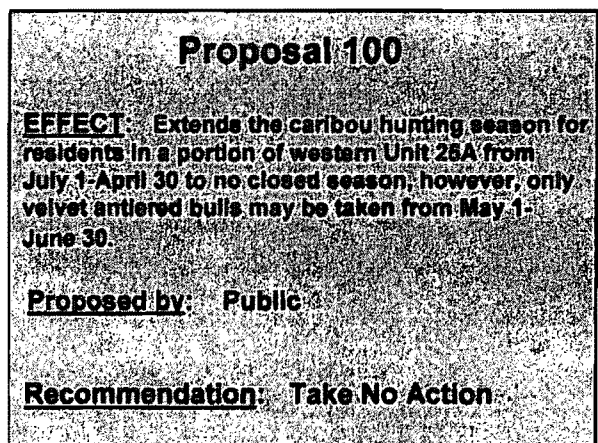 Proposal 100
EFFECT: Extends the caribou hunting season for
residents in a portion of western Unit 26A from
July 1-April 30 to no closed season; however, only
velvet antlered bulls may be taken from May 1-
June 30.
Proposed by: Public
Recommendation: Take No Action